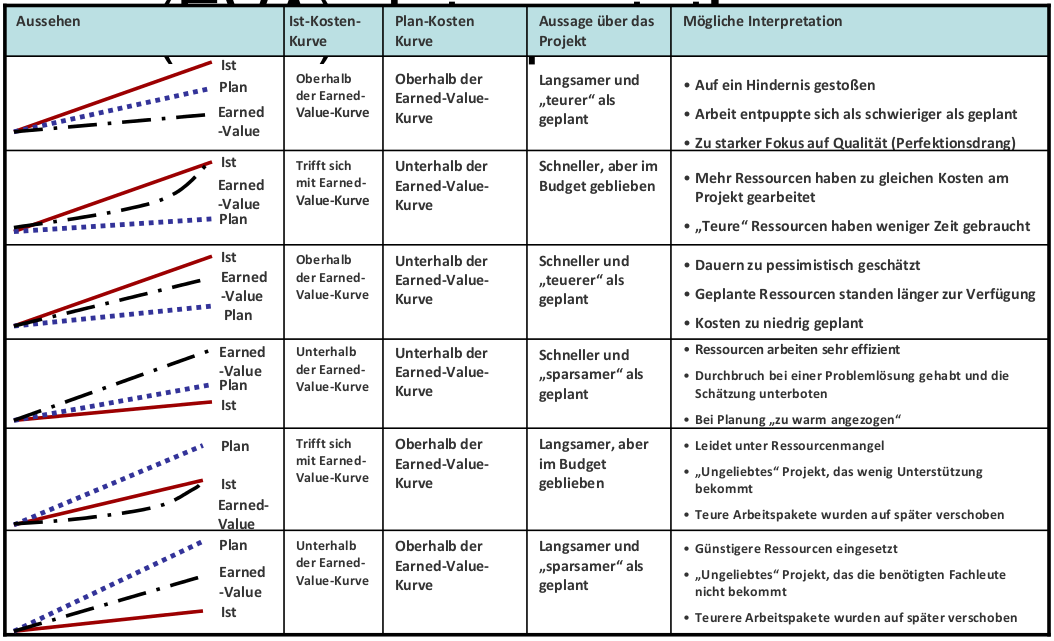 Aussehen
Ist-Kosten-
Kurve
Plan-Kosten
Kurve
Aussage über das
Projekt
Mögliche Interpretation
Ist
Plan
Earned
-Value
Oberhalb
der Earned-
Value-Kurve
Oberhalb der
Earned-Value-
Kurve
Langsamer und
„teurer“ als
geplant
• Auf ein Hindernis gestoßen
• Arbeit entpuppte sich als schwieriger als geplant
• Zu starker Fokus auf Qualität (Perfektionsdrang)
Ist
Earned
-Value
Plan
Trifft sich
mit Earned-
Value-Kurve
Unterhalb der
Earned-Value-
Kurve
Schneller, aber im
Budget geblieben
• Mehr Ressourcen haben zu gleichen Kosten am
Projekt gearbeitet
• „Teure“ Ressourcen haben weniger Zeit gebraucht
Ist
Earned
-Value
Plan
Oberhalb
der Earned-
Value-Kurve
Unterhalb der
Earned-Value-
Kurve
Schneller und
„teuerer“ als
geplant
• Dauern zu pessimistisch geschätzt
• Geplante Ressourcen standen länger zur Verfügung
• Kosten zu niedrig geplant
Earned
-Value
Plan
Ist
Unterhalb
der Earned-
Value-Kurve
Unterhalb der
Earned-Value-
Kurve
Schneller und
„sparsamer“ als
geplant
• Ressourcen arbeiten sehr effizient
• Durchbruch bei einer Problemlösung gehabt und die
Schätzung unterboten
• Bei Planung „zu warm angezogen“
Plan
Ist
Earned-
Value
Trifft sich
mit Earned-
Value-Kurve
Oberhalb der
Earned-Value-
Kurve
Langsamer, aber
im Budget
geblieben
• Leidet unter Ressourcenmangel
• „Ungeliebtes“ Projekt, das wenig Unterstützung
bekommt
• Teure Arbeitspakete wurden auf später verschoben
Plan
Earned
-Value
Ist
Unterhalb
der Earned-
Value-Kurve
Oberhalb der
Earned-Value-
Kurve
Langsamer und
„sparsamer“ als
geplant
• Günstigere Ressourcen eingesetzt
• „Ungeliebtes“ Projekt, das die benötigten Fachleute
nicht bekommt
• Teurere Arbeitspakete wurden auf später verschoben